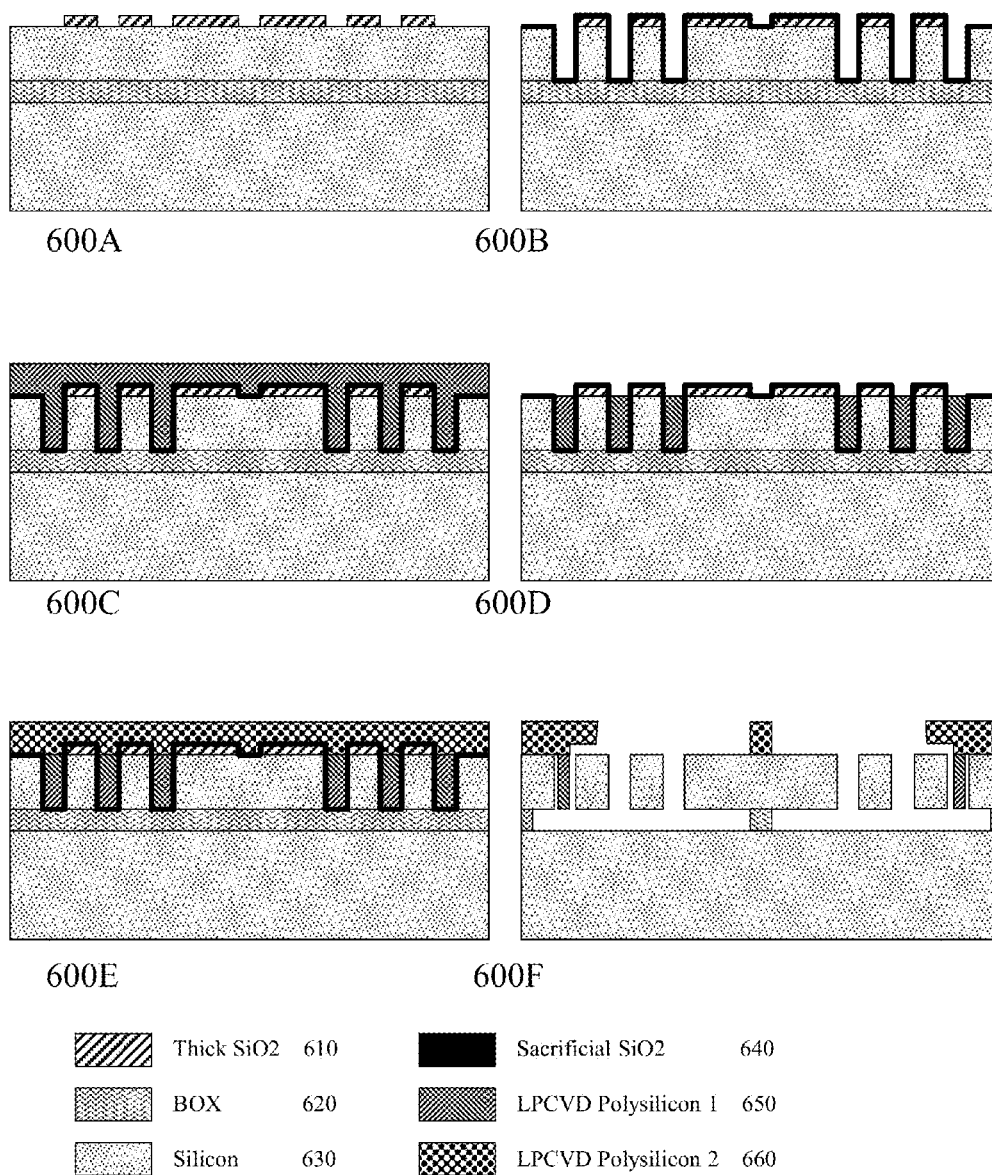 600A
600B
600C
600D
600E
600F
Thick SiO2 610
Sacrificial SiO2 640
BOX 620
LPCVD Polysilicon 1 650
Silicon 630
LPCVD Polysilicon 2 660